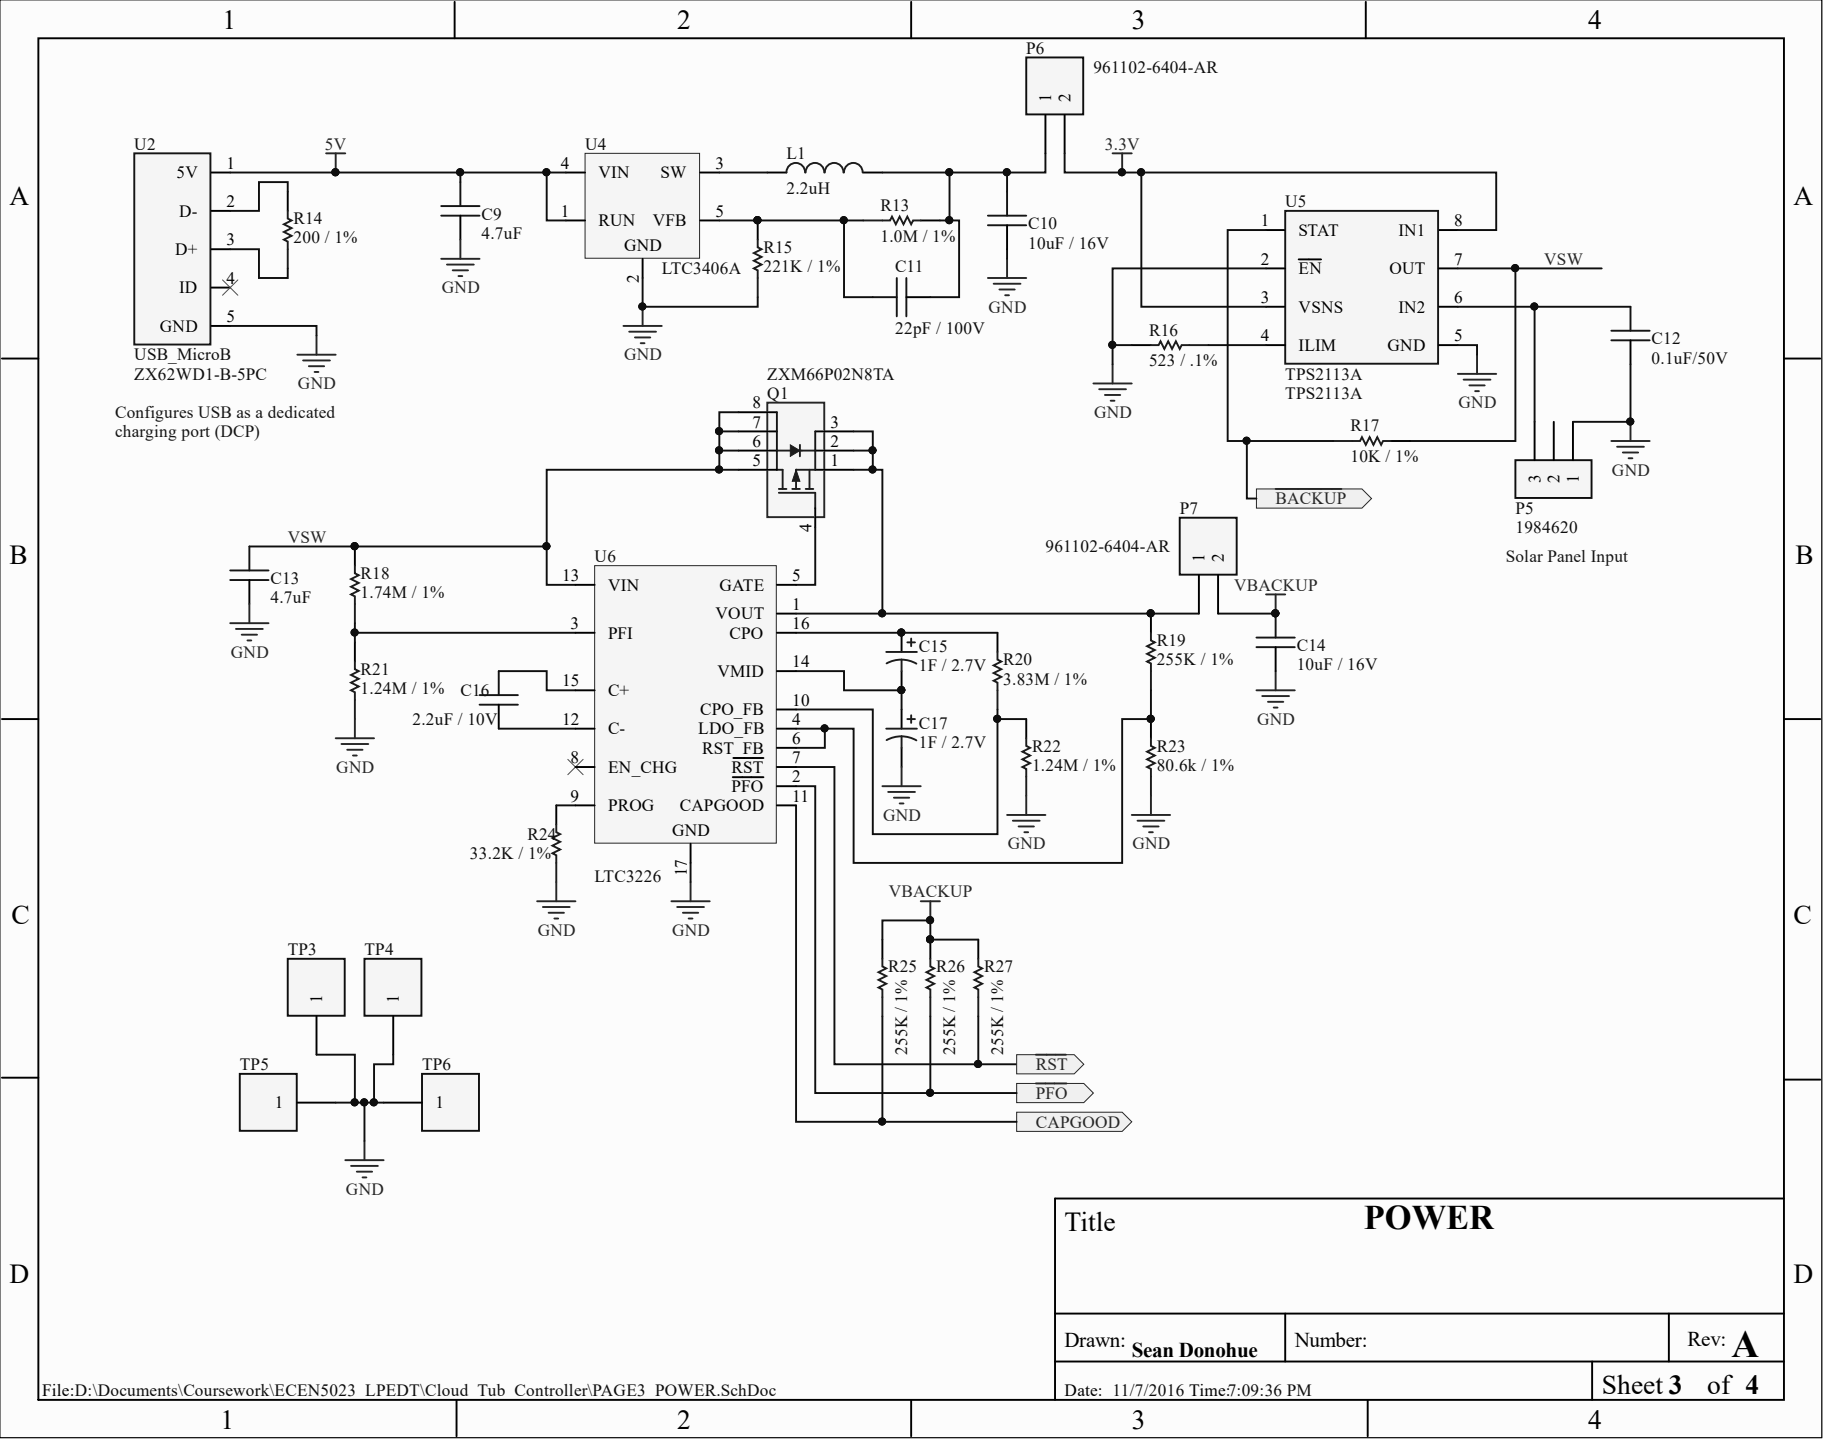 1 2 3 4
A
B
C
D
A
B
C
D
P6
961102-6404-AR
1
2
U2
5V
D-
D+
ID
GND
1
2
3
4
5
USB_MicroB
ZX62WD1-B-5PC
Configures USB as a dedicated
charging port (DCP)
R14
200 / 1%
GND
5V
C9
4.7uF
GND
U4
4 VIN SW 3
1 RUN VFB 5
GND
2
LTC3406A
GND
L1
2.2uH
R15
221K / 1%
R13
1.0M / 1%
C11
22pF / 100V
C10
10uF / 16V
GND
3.3V
U5
1 STAT IN1 8
2 EN OUT 7
3 VSNS IN2 6
4 ILIM GND 5
TPS2113A
TPS2113A
VSW
R16
523 / .1%
GND
GND
C12
0.1uF/50V
GND
R17
10K / 1%
BACKUP
3
2
1
P5
1984620
Solar Panel Input
ZXM66P02N8TA
Q1
8
7
6
5
3
2
1
4
VSW
C13
4.7uF
GND
R18
1.74M / 1%
R21
1.24M / 1%
GND
C16
2.2uF / 10V
U6
13 VIN
3 PFI
15 C+
12 C-
8 EN_CHG
9 PROG
GATE 5
VOUT 1
CPO 16
VMID 14
CPO_FB 10
LDO_FB 4
RST_FB 6
RST 7
PFO 2
CAPGOOD 11
GND
17
LTC3226
GND
R24
33.2K / 1%
GND
C15
1F / 2.7V
+
C17
1F / 2.7V
+
GND
R20
3.83M / 1%
R22
1.24M / 1%
GND
P7
961102-6404-AR
1
2
VBACKUP
R19
255K / 1%
R23
80.6k / 1%
GND
C14
10uF / 16V
GND
VBACKUP
R25
255K / 1%
R26
255K / 1%
R27
255K / 1%
RST
PFO
CAPGOOD
TP3
1
TP4
1
TP5
1
TP6
1
GND
Title POWER
Drawn: Sean Donohue
Number:
Rev: A
Date: 11/7/2016 Time:7:09:36 PM
Sheet 3 of 4
File:D:\Documents\Coursework\ECEN5023_LPEDT\Cloud_Tub_Controller\PAGE3_POWER.SchDoc
1 2 3 4